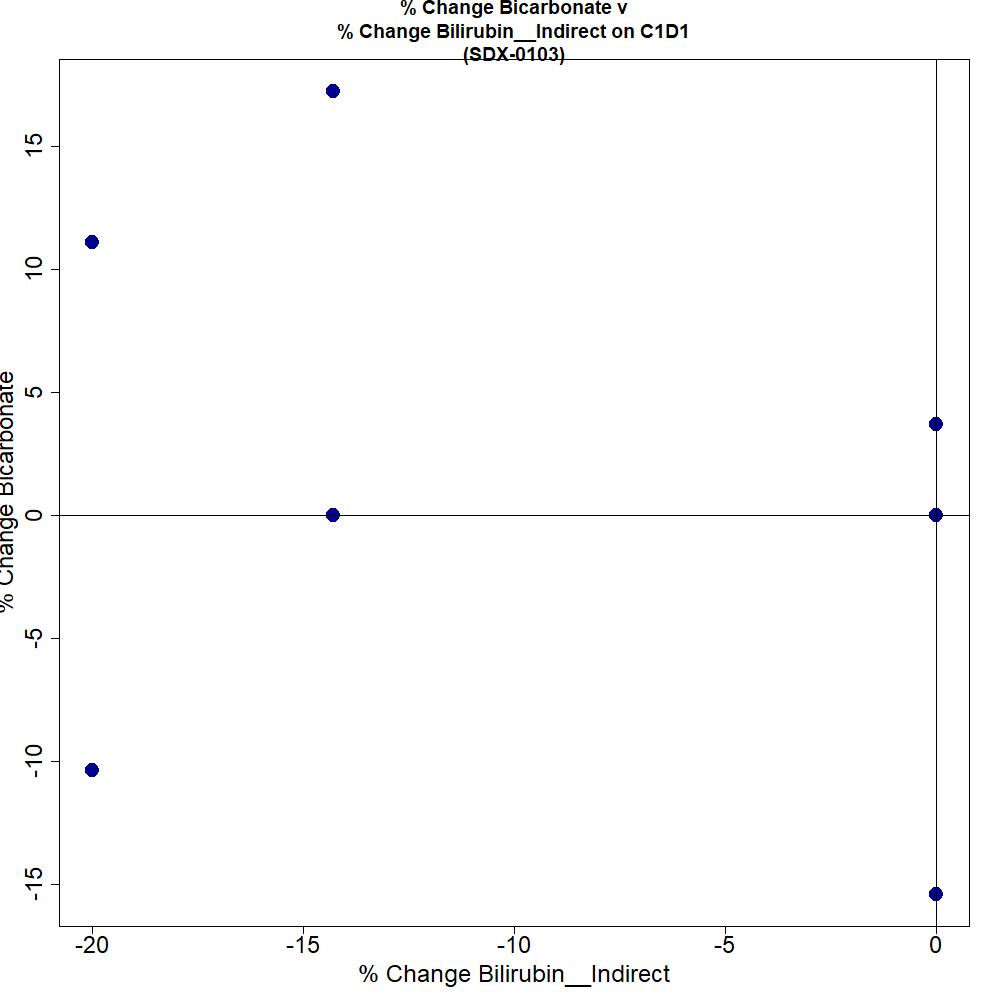 % Change Bicarbonate v
% Change Bilirubin__Indirect on C1D1
(SDX-0103)
% Change Bicarbonate
15
10
5
0
-5
-10
-15
-20
-15
-10
-5
0
% Change Bilirubin__Indirect